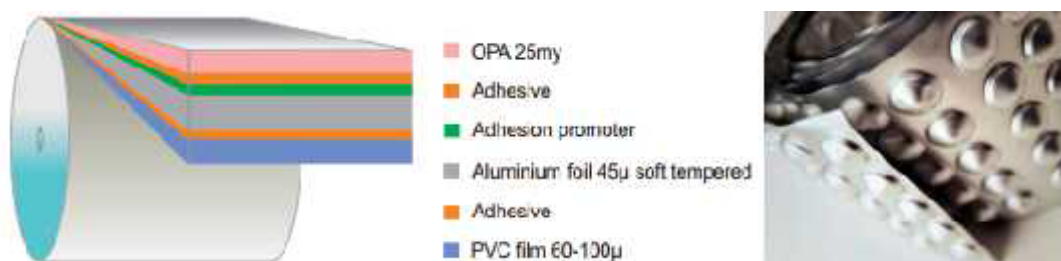 OPA 25my
Adhesive
Adhesion promoter
Aluminium foil 45µ soft tempered
Adhesive
PVC film 60-100µ